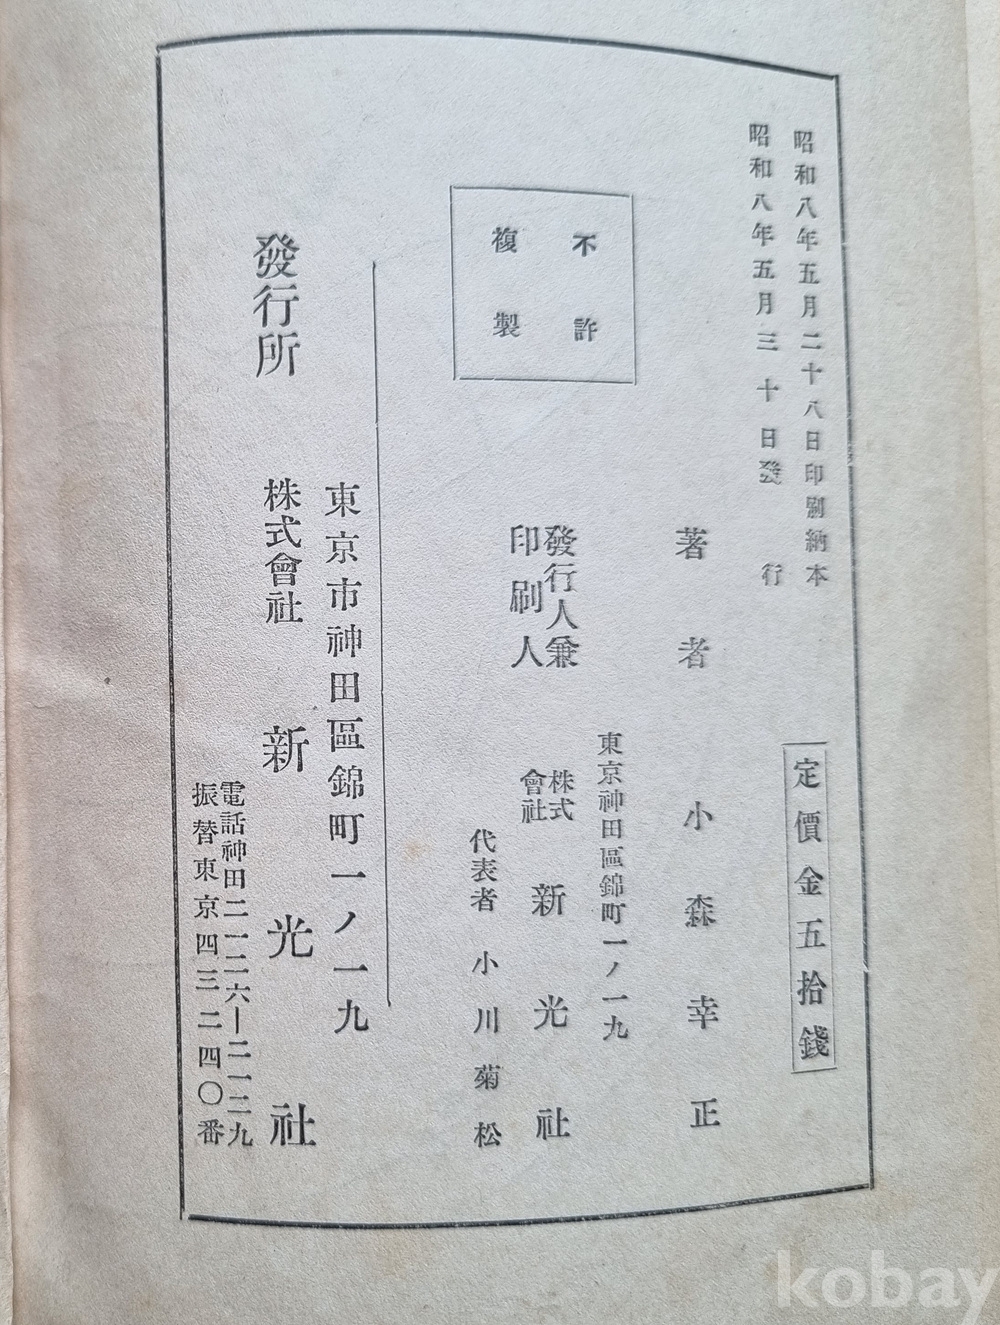 昭和八年五月二十八日印刷納本
昭和八年五月三十日發行
定價金五拾錢
不許
複製
著者 小森幸正
東京神田區錦町一ノ一九
發行人兼
印刷人
株式
會社 新光社
代表者 小川菊松
東京市神田區錦町一ノ一九
發行所 株式會社 新光社
電話神田二一二六―二一二九
振替東京四三二四〇番
kobay